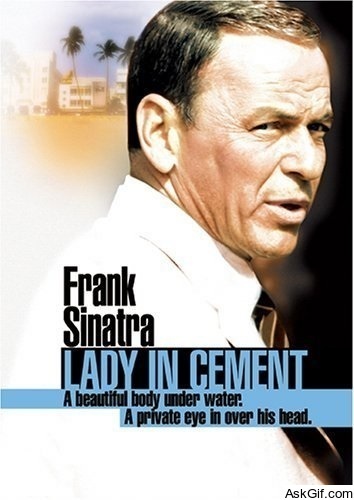 Frank
Sinatra
LADY IN CEMENT
A beautiful body under water.
A private eye in over his head.
AskGif.com